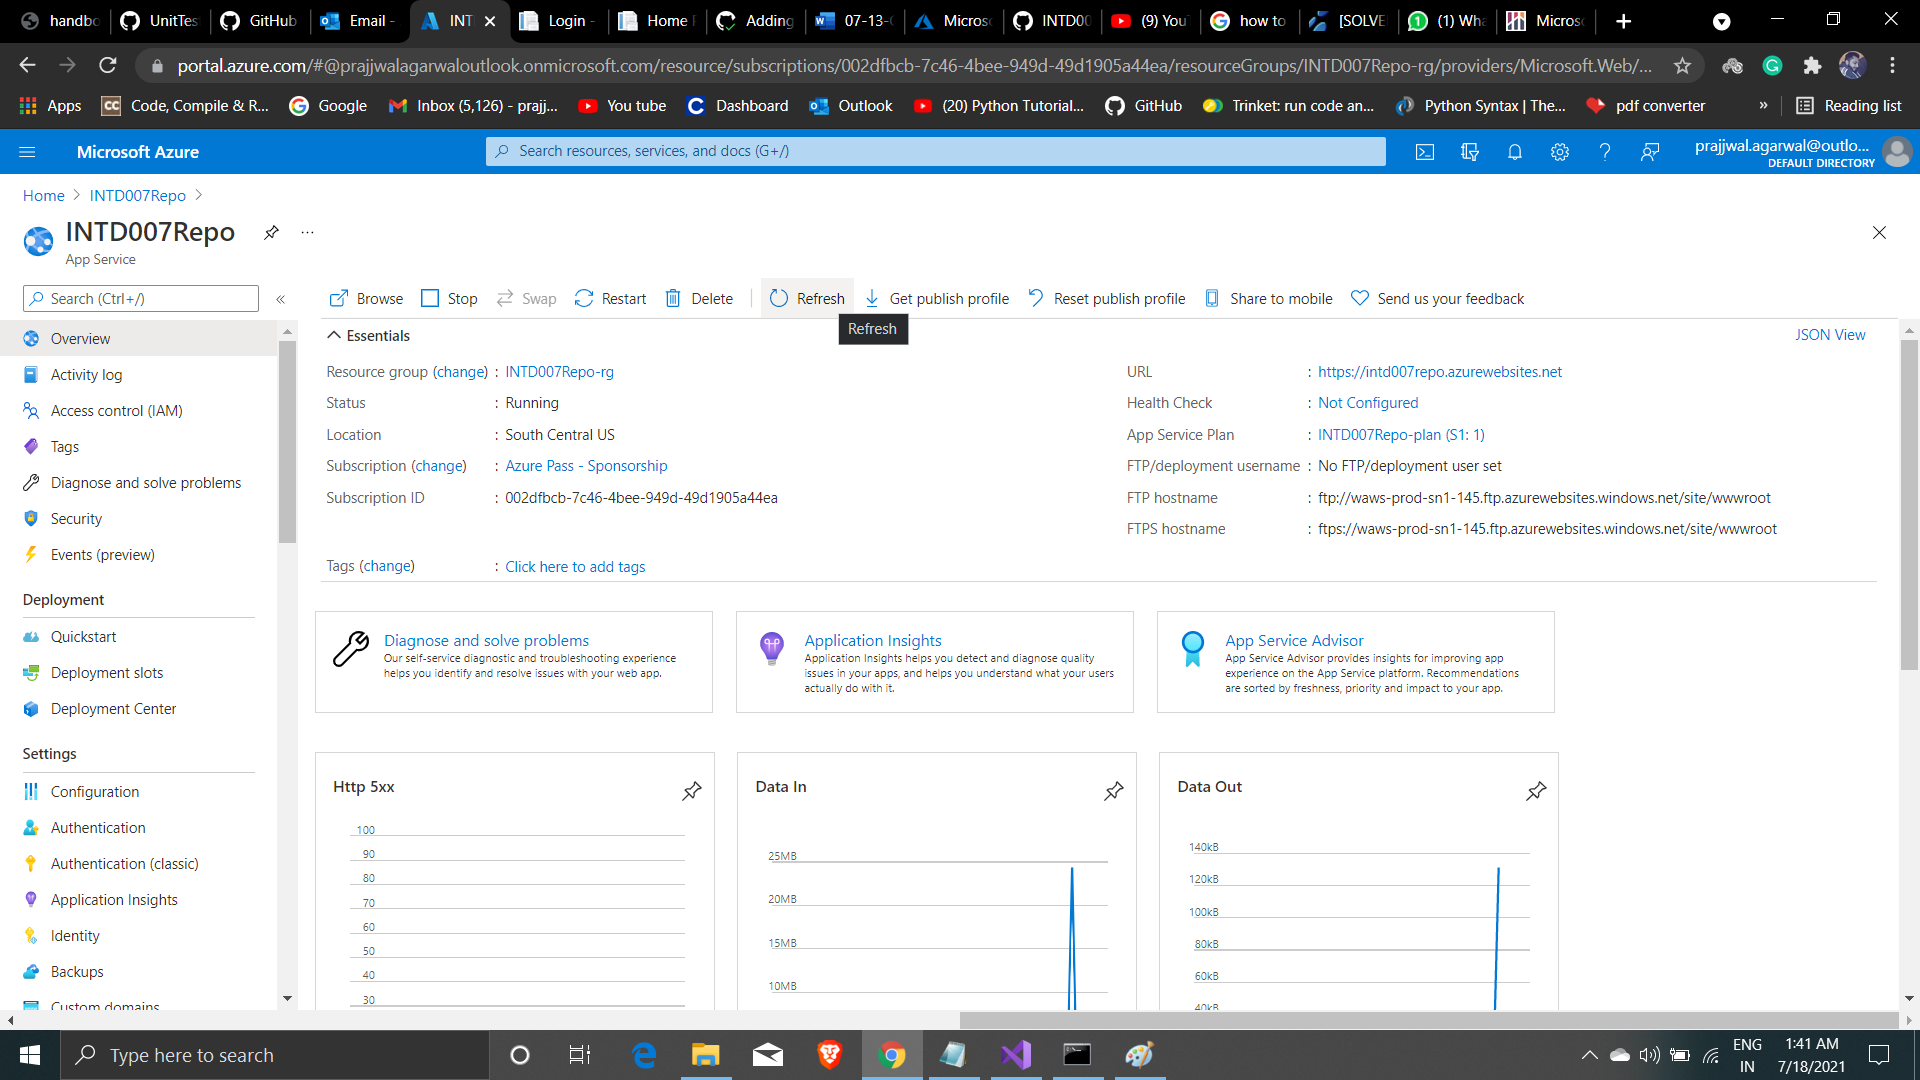 handbo
UnitTes
GitHub
Email -
INT
Login -
Home
Adding
07-13-
Micros
INTD00
(9) You
how to
[SOLVE
(1) Wha
Micros
portal.azure.com/#@prajjwalagarwaloutlook.onmicrosoft.com/resource/subscriptions/002dfbcb-7c46-4bee-949d-49d1905a44ea/resourceGroups/INTD007Repo-rg/providers/Microsoft.Web/...
Apps
Code, Compile & R...
Google
Inbox (5,126) - prajj...
You tube
Dashboard
Outlook
(20) Python Tutorial...
GitHub
Trinket: run code an...
Python Syntax | The...
pdf converter
»
Reading list
Microsoft Azure
Search resources, services, and docs (G+/)
prajjwal.agarwal@outlo...
DEFAULT DIRECTORY
Home > INTD007Repo >
INTD007Repo
...
App Service
Search (Ctrl+/)
«
Browse
Stop
Swap
Restart
Delete
Refresh
Get publish profile
Reset publish profile
Share to mobile
Send us your feedback
Refresh
Overview
Activity log
Access control (IAM)
Tags
Diagnose and solve problems
Security
Events (preview)
Deployment
Quickstart
Deployment slots
Deployment Center
Settings
Configuration
Authentication
Authentication (classic)
Application Insights
Identity
Backups
Custom domains
Essentials
JSON View
Resource group (change) : INTD007Repo-rg
Status : Running
Location : South Central US
Subscription (change) : Azure Pass - Sponsorship
Subscription ID : 002dfbcb-7c46-4bee-949d-49d1905a44ea
URL : https://intd007repo.azurewebsites.net
Health Check : Not Configured
App Service Plan : INTD007Repo-plan (S1: 1)
FTP/deployment username : No FTP/deployment user set
FTP hostname : ftp://waws-prod-sn1-145.ftp.azurewebsites.windows.net/site/wwwroot
FTPS hostname : ftps://waws-prod-sn1-145.ftp.azurewebsites.windows.net/site/wwwroot
Tags (change) : Click here to add tags
Diagnose and solve problems
Our self-service diagnostic and troubleshooting experience
helps you identify and resolve issues with your web app.
Application Insights
Application Insights helps you detect and diagnose quality
issues in your apps, and helps you understand what your users
actually do with it.
App Service Advisor
App Service Advisor provides insights for improving app
experience on the App Service platform. Recommendations
are sorted by freshness, priority and impact to your app.
Http 5xx
100
90
80
70
60
50
40
30
Data In
25MB
20MB
15MB
10MB
Data Out
140kB
120kB
100kB
80kB
60kB
40kB
Type here to search
ENG
IN
1:41 AM
7/18/2021